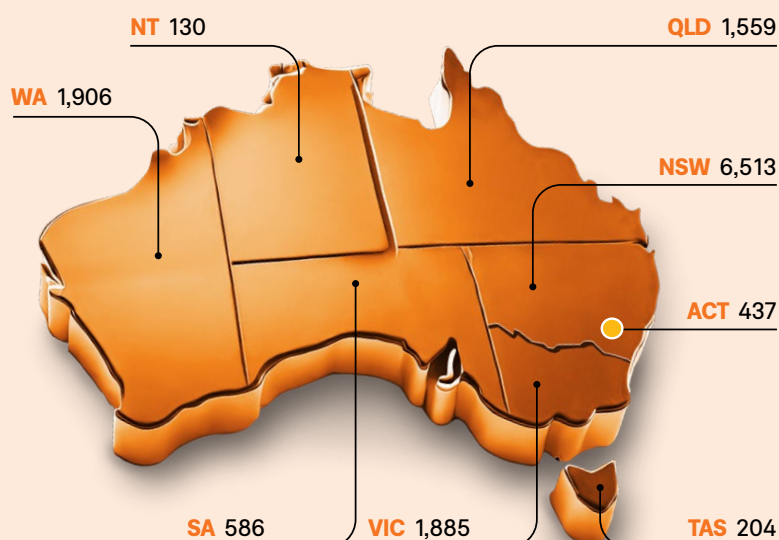 NT 130
QLD 1,559
WA 1,906
NSW 6,513
ACT 437
SA 586
VIC 1,885
TAS 204